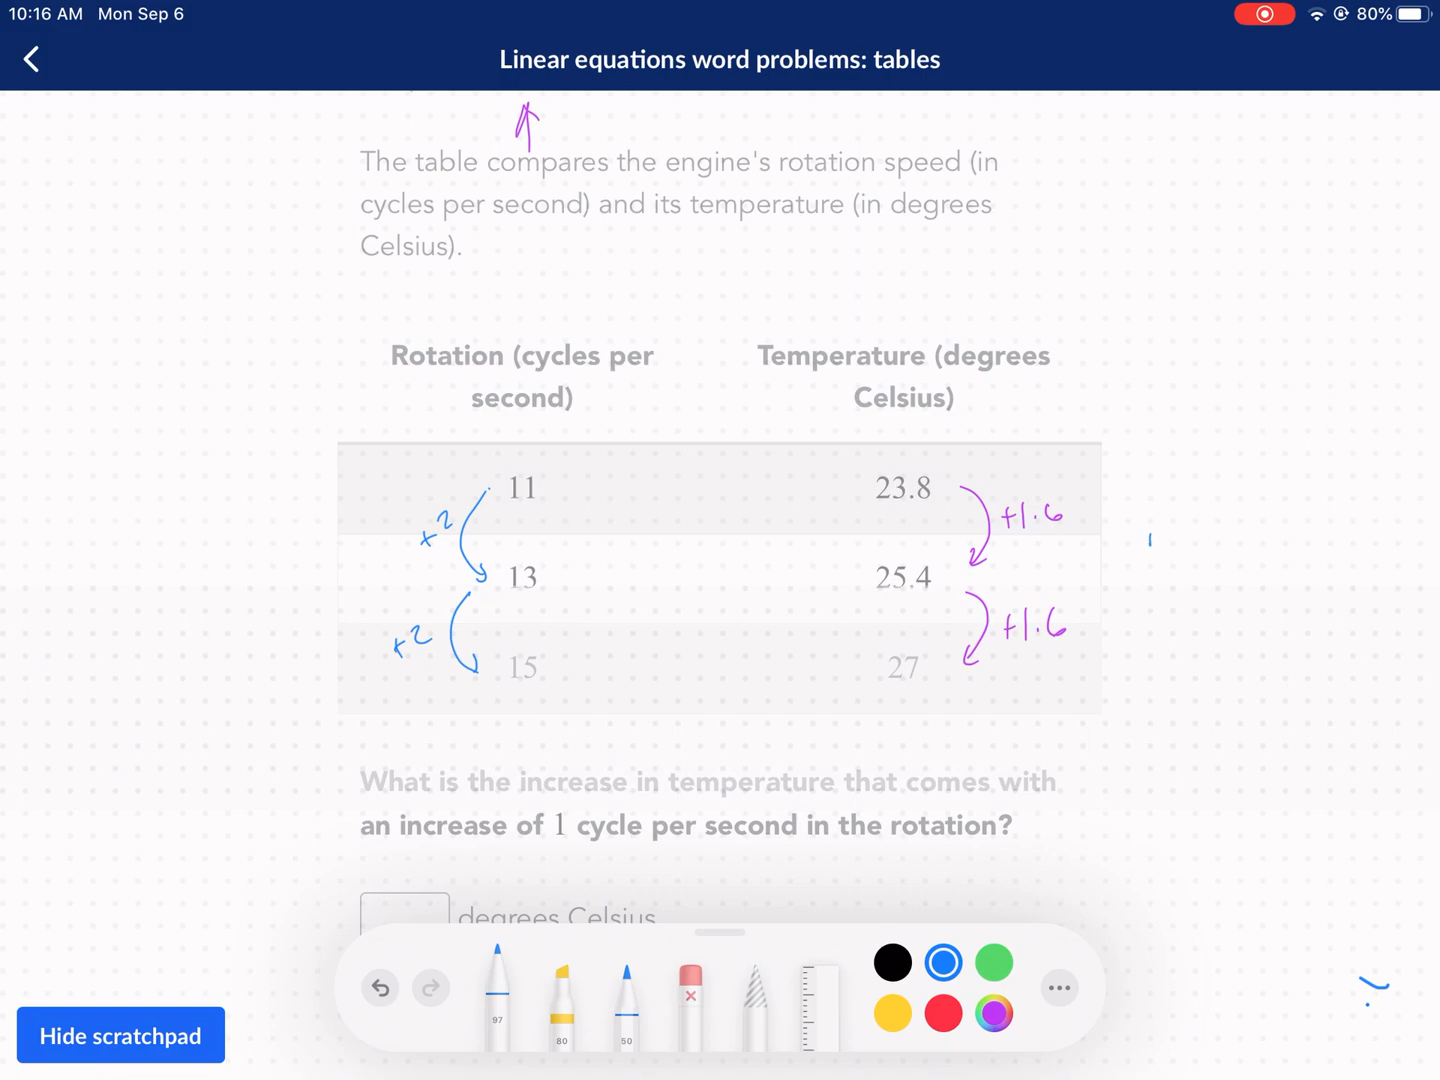 10:16 AM Mon Sep 6
80%
Linear equations word problems: tables
The table compares the engine's rotation speed (in
cycles per second) and its temperature (in degrees
Celsius).
Rotation (cycles per
second)
Temperature (degrees
Celsius)
11 23.8
+2 +1.6
13 25.4
+2 +1.6
15 27
What is the increase in temperature that comes with
an increase of 1 cycle per second in the rotation?
degrees Celsius
97
80
50
Hide scratchpad